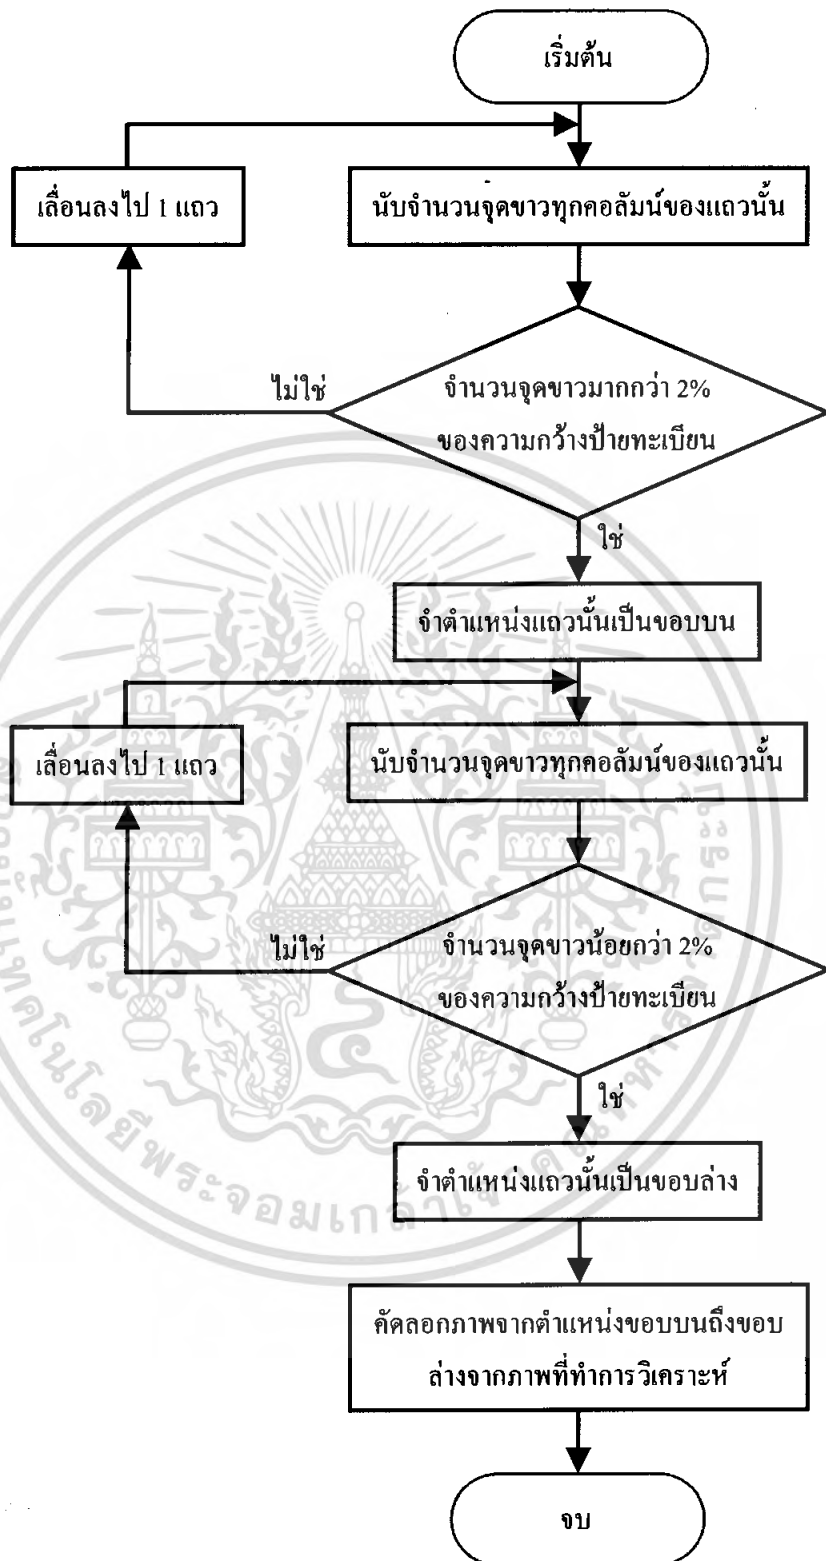 เริ่มต้น
เลื่อนลงไป 1 แถว
นับจำนวนจุดขาวทุกคอลัมน์ของแถวนั้น
ไม่ใช่
จำนวนจุดขาวมากกว่า 2%
ของความกว้างป้ายทะเบียน
ใช่
จำตำแหน่งแถวนั้นเป็นขอบบน
เลื่อนลงไป 1 แถว
นับจำนวนจุดขาวทุกคอลัมน์ของแถวนั้น
ไม่ใช่
จำนวนจุดขาวน้อยกว่า 2%
ของความกว้างป้ายทะเบียน
ใช่
จำตำแหน่งแถวนั้นเป็นขอบล่าง
คัดลอกภาพจากตำแหน่งขอบบนถึงขอบ
ล่างจากภาพที่ทำการวิเคราะห์
จบ